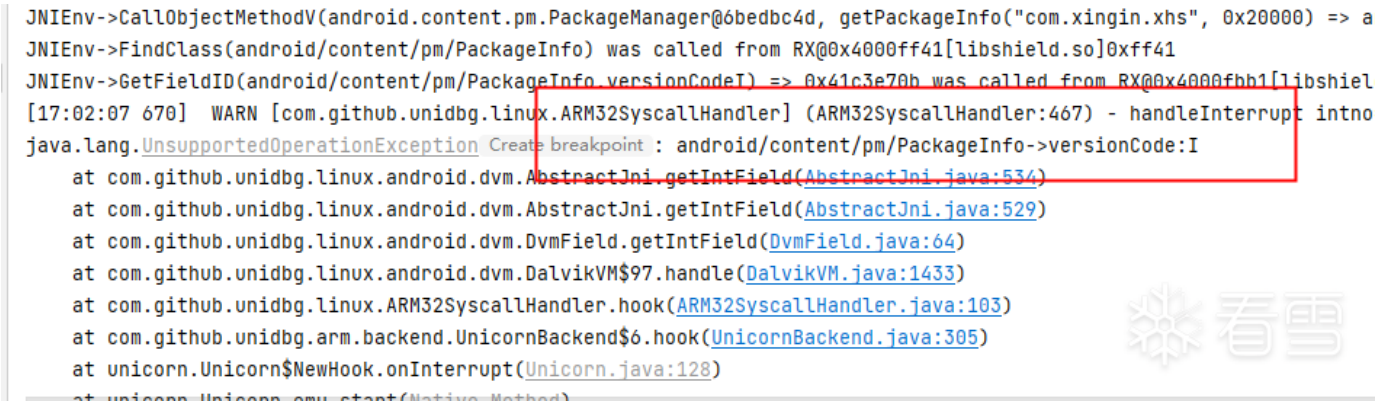 JNIEnv->CallObjectMethodV(android.content.pm.PackageManager@6bedbc4d, getPackageInfo("com.xingin.xhs", 0x20000) => a
JNIEnv->FindClass(android/content/pm/PackageInfo) was called from RX@0x4000ff41[libshield.so]0xff41
JNIEnv->GetFieldID(android/content/pm/PackageInfo.versionCodeI) => 0x41c3e70b was called from RX@0x4000fbb1[libshiel
[17:02:07 670]  WARN [com.github.unidbg.linux.ARM32SyscallHandler] (ARM32SyscallHandler:467) - handleInterrupt intno
java.lang.UnsupportedOperationException Create breakpoint : android/content/pm/PackageInfo->versionCode:I
    at com.github.unidbg.linux.android.dvm.AbstractJni.getIntField(AbstractJni.java:534)
    at com.github.unidbg.linux.android.dvm.AbstractJni.getIntField(AbstractJni.java:529)
    at com.github.unidbg.linux.android.dvm.DvmField.getIntField(DvmField.java:64)
    at com.github.unidbg.linux.android.dvm.DalvikVM$97.handle(DalvikVM.java:1433)
    at com.github.unidbg.linux.ARM32SyscallHandler.hook(ARM32SyscallHandler.java:103)
    at com.github.unidbg.arm.backend.UnicornBackend$6.hook(UnicornBackend.java:305)
    at unicorn.Unicorn$NewHook.onInterrupt(Unicorn.java:128)
    at unicorn.Unicorn.emu_start(Native Method)
看雪